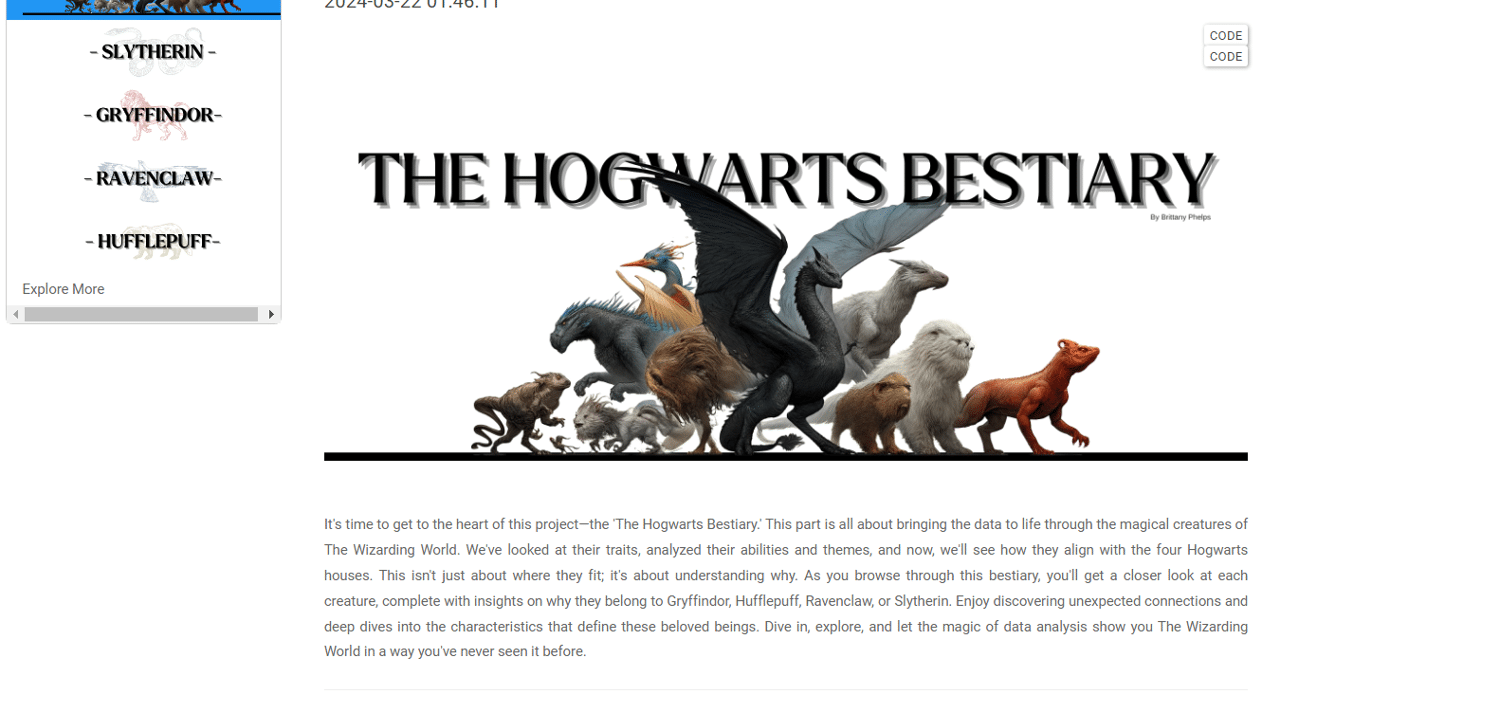 2024-03-22 01:46:11
- SLYTHERIN -
- GRYFFINDOR-
- RAVENCLAW-
- HUFFLEPUFF-
Explore More
CODE
CODE
THE HOGWARTS BESTIARY
By Brittany Phelps
It's time to get to the heart of this project—the 'The Hogwarts Bestiary.' This part is all about bringing the data to life through the magical creatures of
The Wizarding World. We've looked at their traits, analyzed their abilities and themes, and now, we'll see how they align with the four Hogwarts
houses. This isn't just about where they fit; it's about understanding why. As you browse through this bestiary, you'll get a closer look at each
creature, complete with insights on why they belong to Gryffindor, Hufflepuff, Ravenclaw, or Slytherin. Enjoy discovering unexpected connections and
deep dives into the characteristics that define these beloved beings. Dive in, explore, and let the magic of data analysis show you The Wizarding
World in a way you've never seen it before.